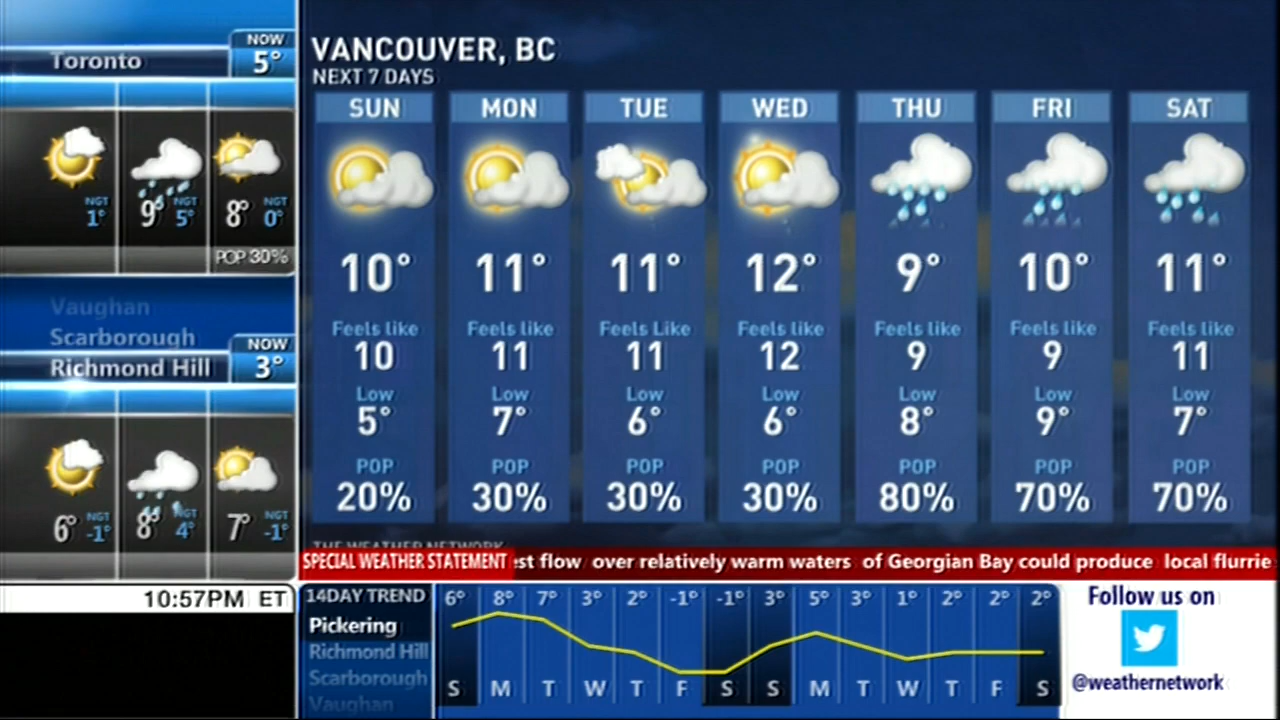 Toronto
NOW
5°
NGT
1°
9°
NGT
5°
8°
NGT
0°
POP 30%
Vaughan
Scarborough
Richmond Hill
NOW
3°
6°
NGT
-1°
8°
NGT
4°
7°
NGT
-1°
10:57PM ET
VANCOUVER, BC
NEXT 7 DAYS
SUN MON TUE WED THU FRI SAT
10° 11° 11° 12° 9° 10° 11°
Feels like Feels like Feels Like Feels like Feels like Feels like Feels like
10 11 11 12 9 9 11
Low Low Low Low Low Low Low
5° 7° 6° 6° 8° 9° 7°
POP POP POP POP POP POP POP
20% 30% 30% 30% 80% 70% 70%
THE WEATHER NETWORK
SPECIAL WEATHER STATEMENT est flow over relatively warm waters of Georgian Bay could produce local flurrie
14DAY TREND
Pickering
Richmond Hill
Scarborough
Vaughan
6° 8° 7° 3° 2° -1° -1° 3° 5° 3° 1° 2° 2° 2°
S M T W T F S S M T W T F S
Follow us on
@weathernetwork